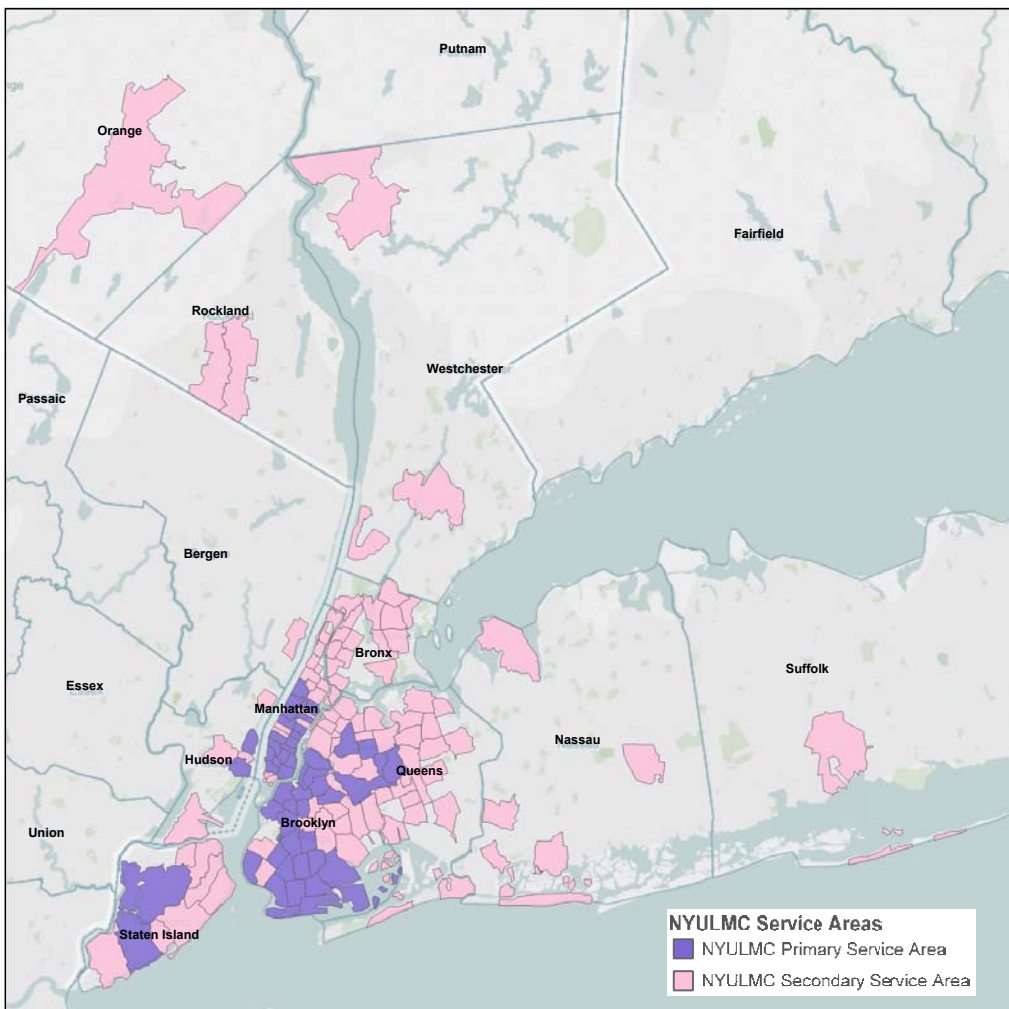 Putnam
Orange
Fairfield
Rockland
Westchester
Passaic
Bergen
Bronx
Essex
Suffolk
Manhattan
Nassau
Hudson
Queens
Brooklyn
Union
Staten Island
NYULMC Service Areas
NYULMC Primary Service Area
NYULMC Secondary Service Area